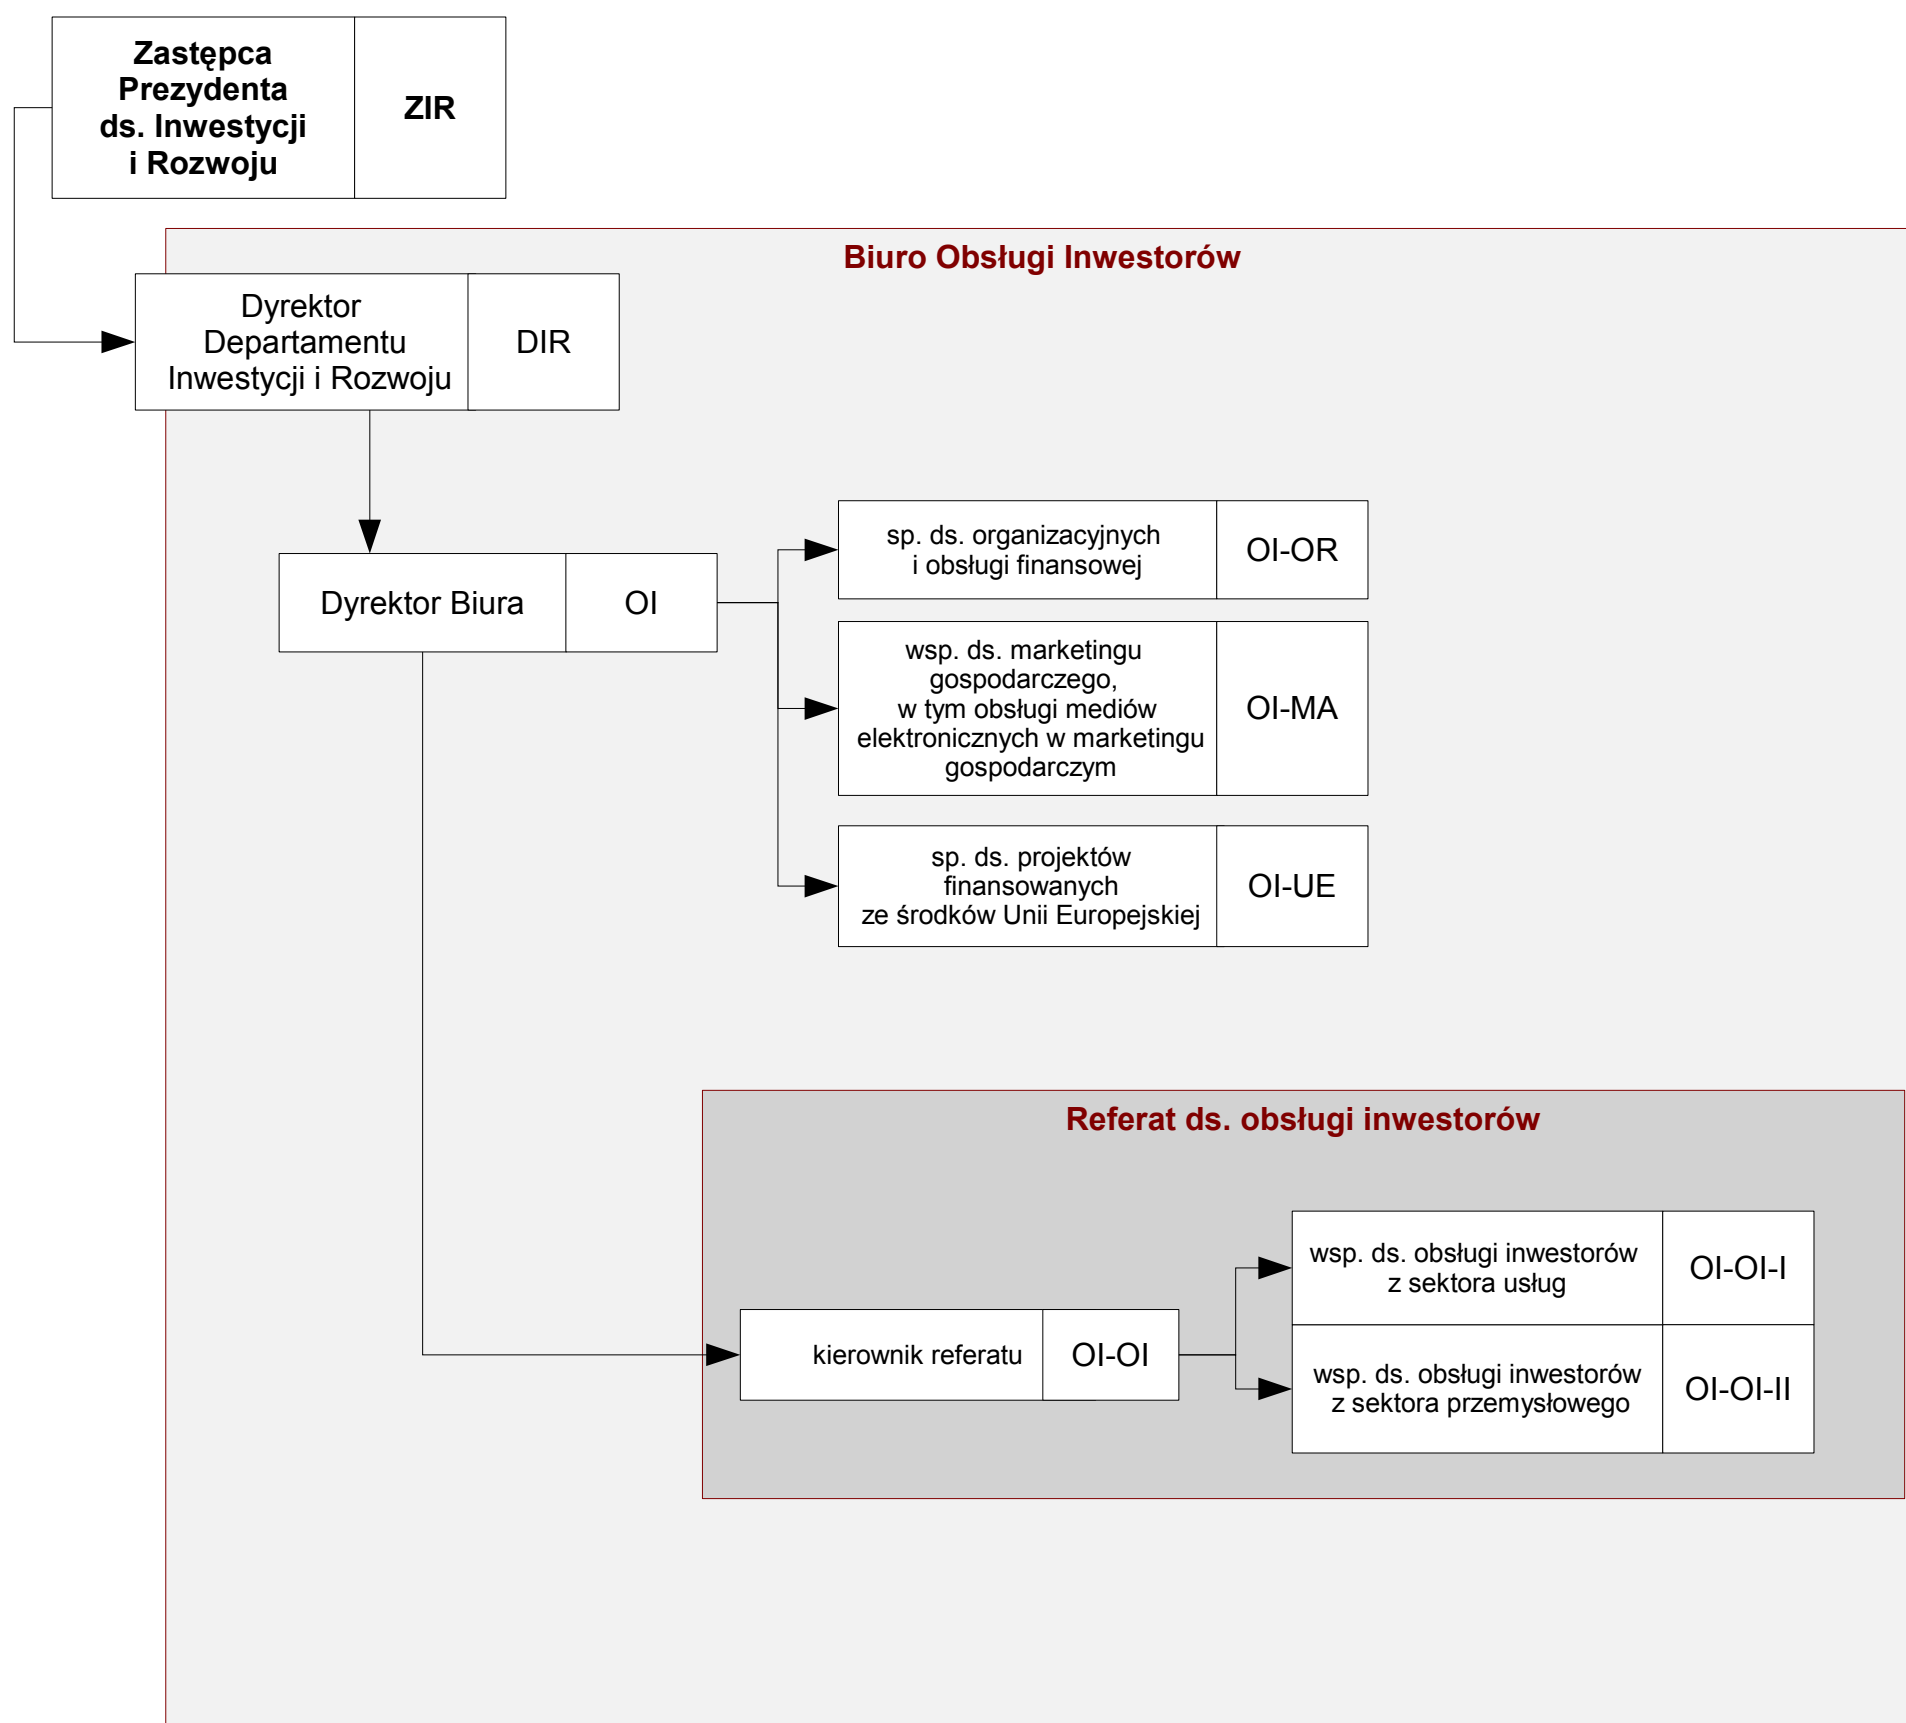 Zastępca
Prezydenta
ds. Inwestycji
i Rozwoju
ZIR
Biuro Obsługi Inwestorów
Dyrektor
Departamentu
Inwestycji i Rozwoju
DIR
Dyrektor Biura
OI
sp. ds. organizacyjnych
i obsługi finansowej
OI-OR
wsp. ds. marketingu
gospodarczego,
w tym obsługi mediów
elektronicznych w marketingu
gospodarczym
OI-MA
sp. ds. projektów
finansowanych
ze środków Unii Europejskiej
OI-UE
Referat ds. obsługi inwestorów
kierownik referatu
OI-OI
wsp. ds. obsługi inwestorów
z sektora usług
OI-OI-I
wsp. ds. obsługi inwestorów
z sektora przemysłowego
OI-OI-II